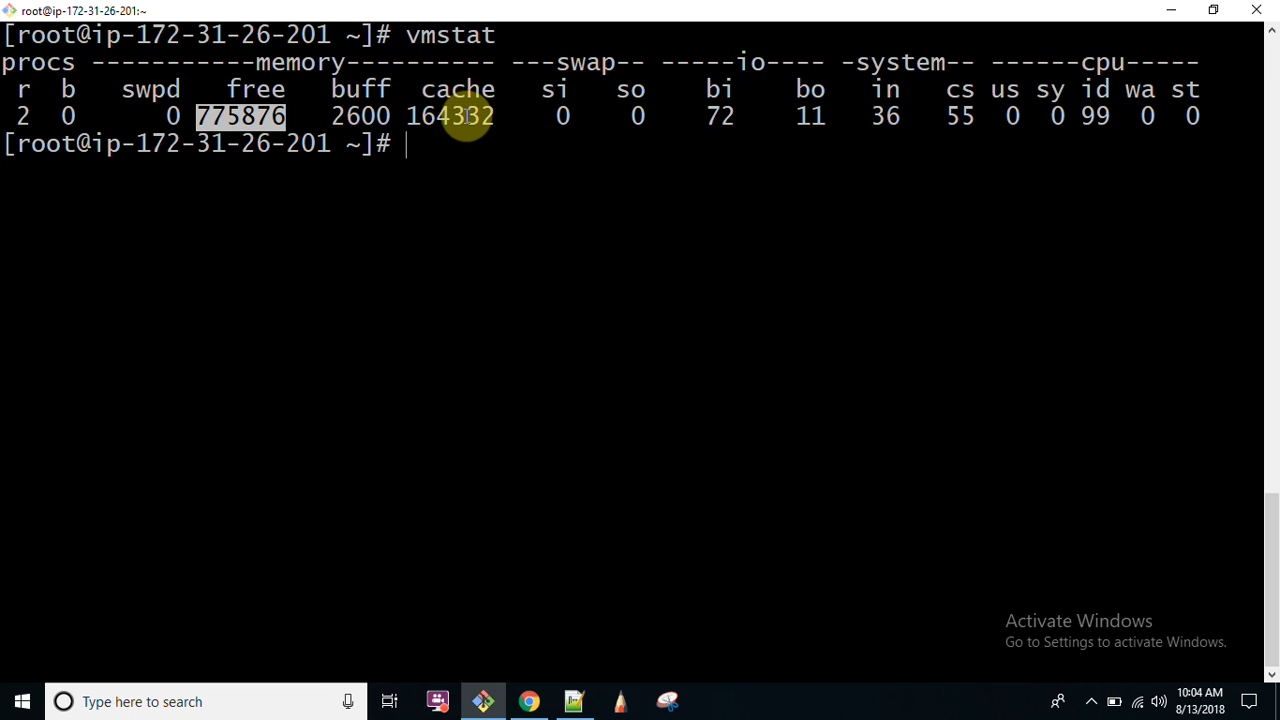 root@ip-172-31-26-201:~
[root@ip-172-31-26-201 ~]# vmstat
procs -----------memory---------- ---swap-- -----io---- -system-- ------cpu-----
 r  b   swpd   free   buff  cache   si   so    bi    bo   in   cs us sy id wa st
 2  0      0 775876   2600 164332    0    0    72    11   36   55  0  0 99  0  0
[root@ip-172-31-26-201 ~]#
Activate Windows
Go to Settings to activate Windows.
Type here to search
10:04 AM
8/13/2018